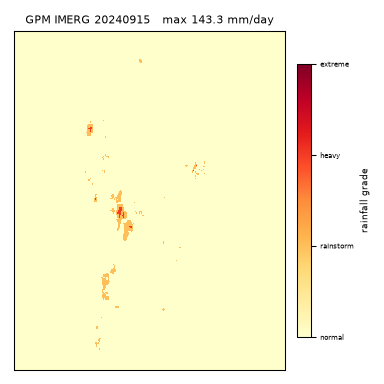 GPM IMERG 20240915   max 143.3 mm/day
extreme
heavy
rainstorm
normal
rainfall grade